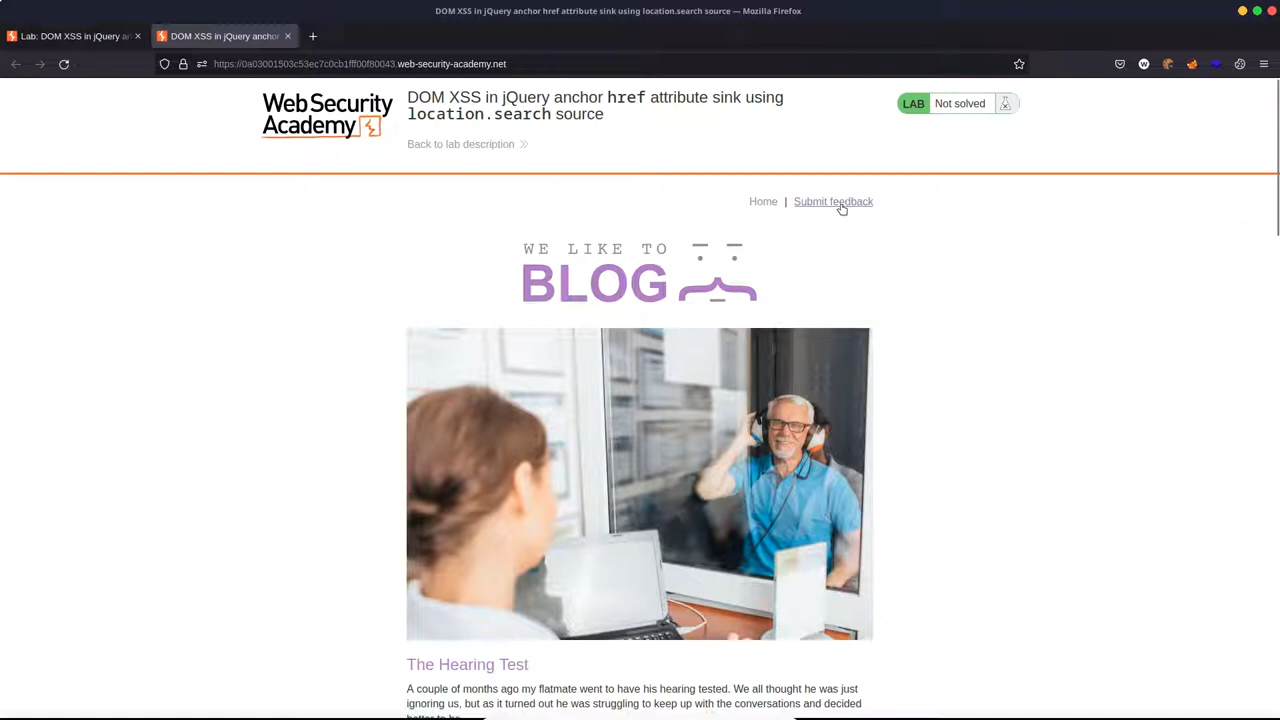 DOM XSS in jQuery anchor href attribute sink using location.search source — Mozilla Firefox
Lab: DOM XSS in jQuery a
DOM XSS in jQuery anchor
https://0a03001503c53ec7c0cb1fff00f80043.web-security-academy.net
Web Security
Academy
DOM XSS in jQuery anchor href attribute sink using
location.search source
Back to lab description
LAB Not solved
Home | Submit feedback
WE LIKE TO
BLOG
The Hearing Test
A couple of months ago my flatmate went to have his hearing tested. We all thought he was just
ignoring us, but as it turned out he was struggling to keep up with the conversations and decided